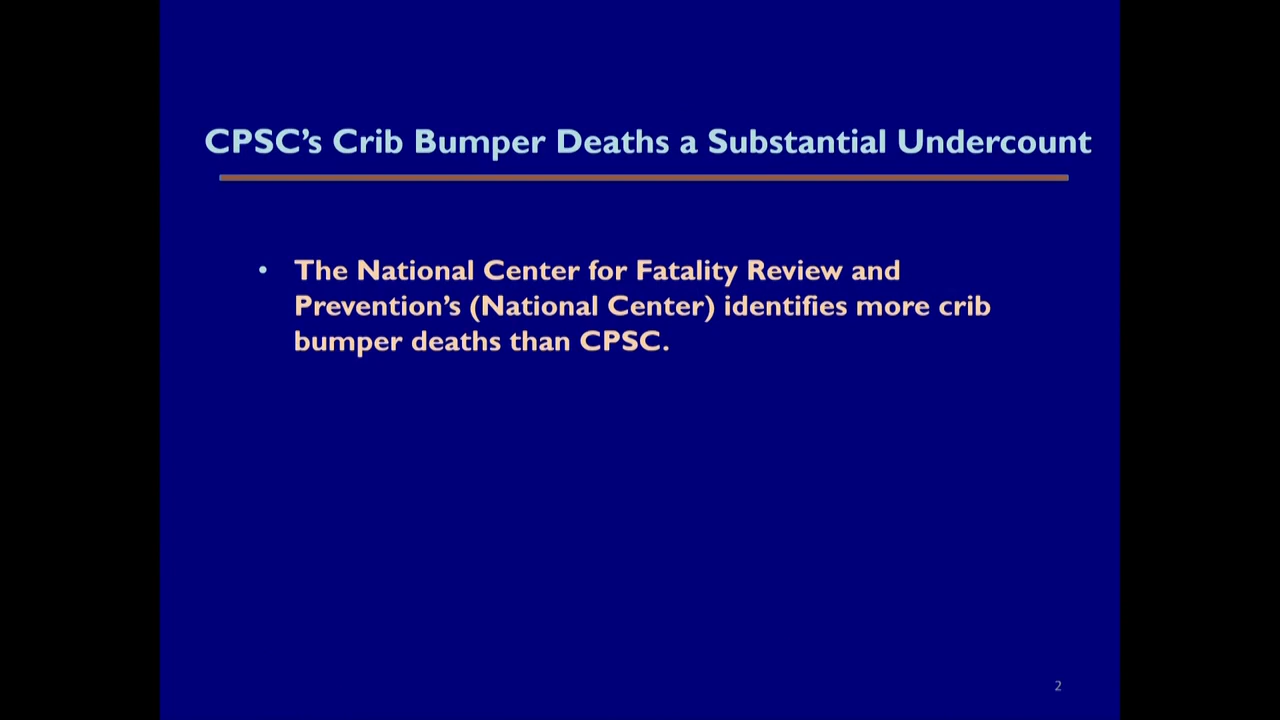 CPSC’s Crib Bumper Deaths a Substantial Undercount
• The National Center for Fatality Review and
Prevention’s (National Center) identifies more crib
bumper deaths than CPSC.
2